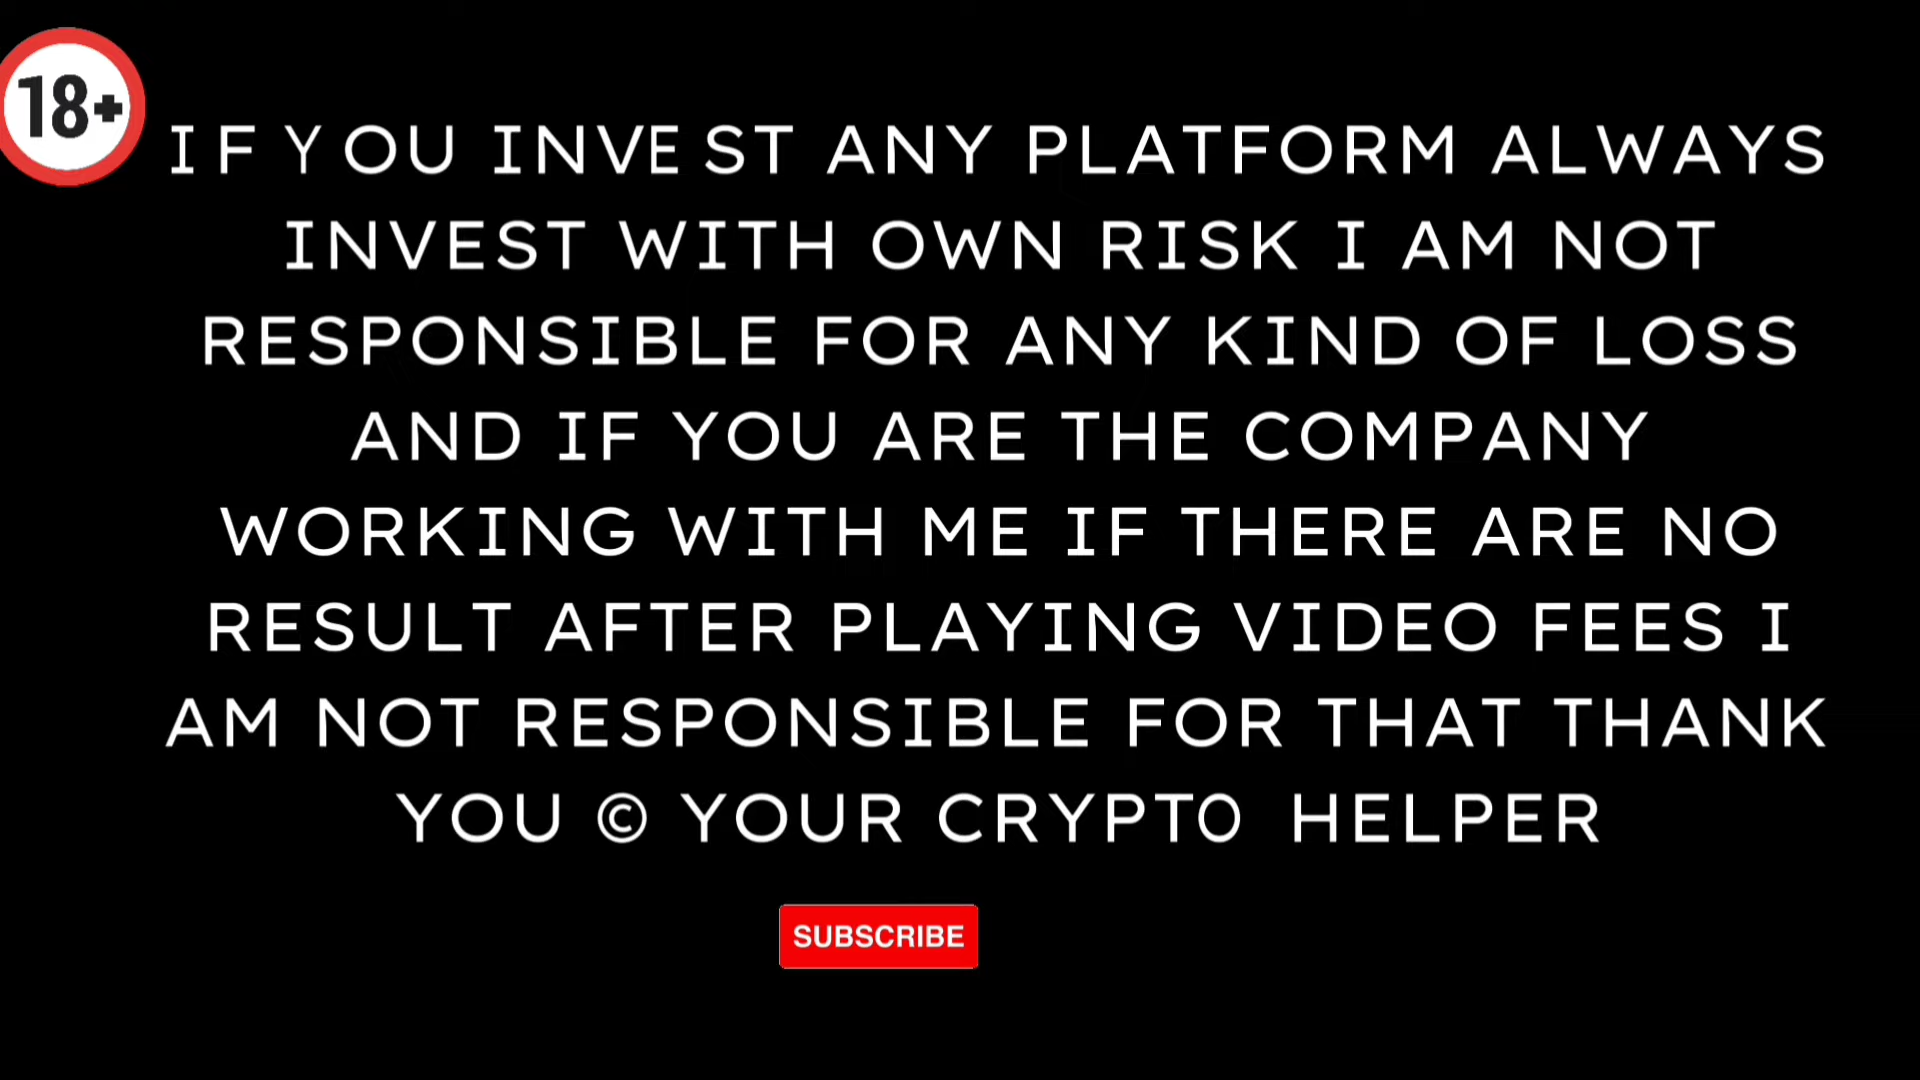 18+
IF YOU INVEST ANY PLATFORM ALWAYS
INVEST WITH OWN RISK I AM NOT
RESPONSIBLE FOR ANY KIND OF LOSS
AND IF YOU ARE THE COMPANY
WORKING WITH ME IF THERE ARE NO
RESULT AFTER PLAYING VIDEO FEES I
AM NOT RESPONSIBLE FOR THAT THANK
YOU © YOUR CRYPTO HELPER
SUBSCRIBE